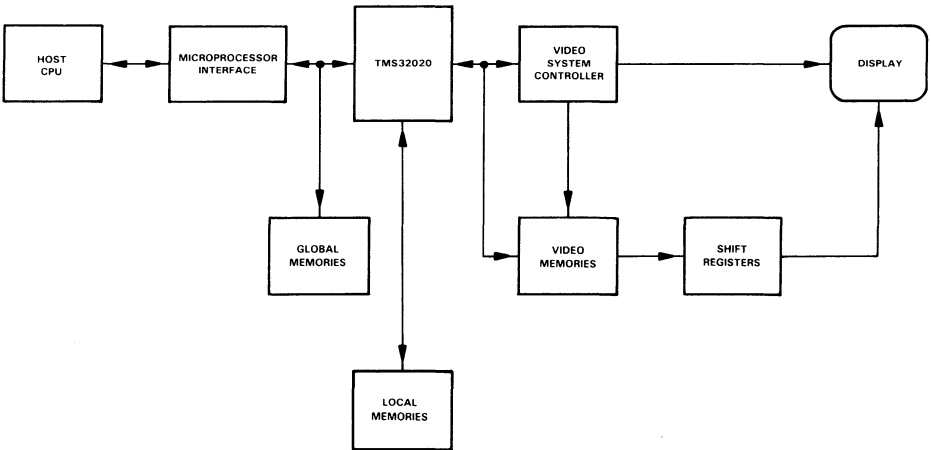 HOST
CPU
MICROPROCESSOR
INTERFACE
TMS32020
VIDEO
SYSTEM
CONTROLLER
DISPLAY
GLOBAL
MEMORIES
VIDEO
MEMORIES
SHIFT
REGISTERS
LOCAL
MEMORIES